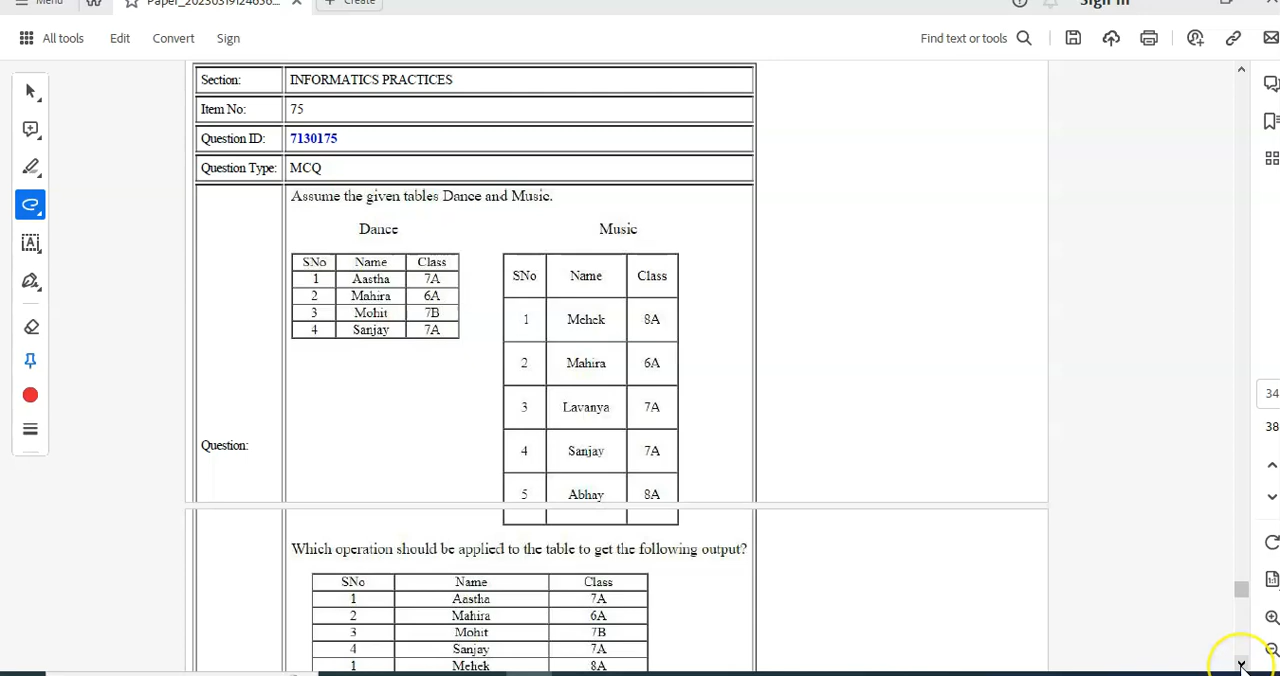 Menu
Paper_20230319124636...
Create
Sign in
All tools
Edit
Convert
Sign
Find text or tools
Section:
INFORMATICS PRACTICES
Item No:
75
Question ID:
7130175
Question Type:
MCQ
Assume the given tables Dance and Music.
Dance
Music
SNo Name Class
1 Aastha 7A
2 Mahira 6A
3 Mohit 7B
4 Sanjay 7A
SNo Name Class
1 Mehek 8A
2 Mahira 6A
3 Lavanya 7A
4 Sanjay 7A
5 Abhay 8A
Question:
Which operation should be applied to the table to get the following output?
SNo Name Class
1 Aastha 7A
2 Mahira 6A
3 Mohit 7B
4 Sanjay 7A
1 Mehek 8A
34
38